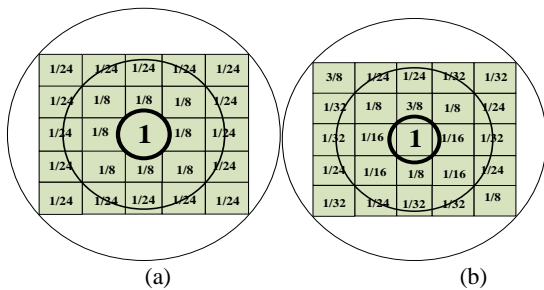 1/24 1/24 1/24 1/24 1/24
1/24 1/8 1/8 1/8 1/24
1/24 1/8 1 1/8 1/24
1/24 1/8 1/8 1/8 1/24
1/24 1/24 1/24 1/24 1/24
(a)
3/8 1/24 1/24 1/32 1/32
1/32 1/8 3/8 1/8 1/24
1/32 1/16 1 1/16 1/32
1/24 1/16 1/8 1/16 1/24
1/32 1/24 1/32 1/32 1/8
(b)